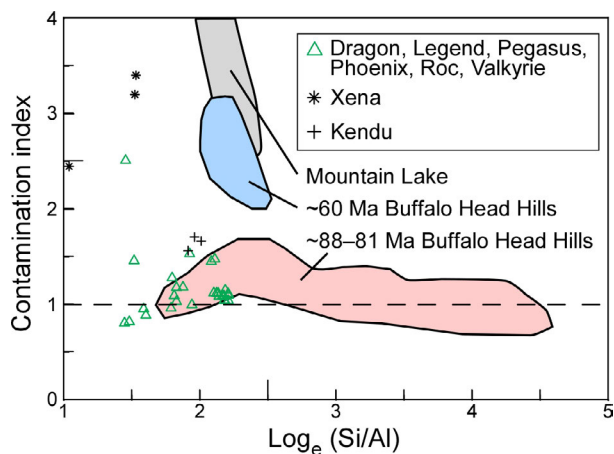 4
3
2
1
0
Contamination index
Dragon, Legend, Pegasus,
Phoenix, Roc, Valkyrie
Xena
Kendu
Mountain Lake
~60 Ma Buffalo Head Hills
~88–81 Ma Buffalo Head Hills
1 2 3 4 5
Logₑ (Si/Al)